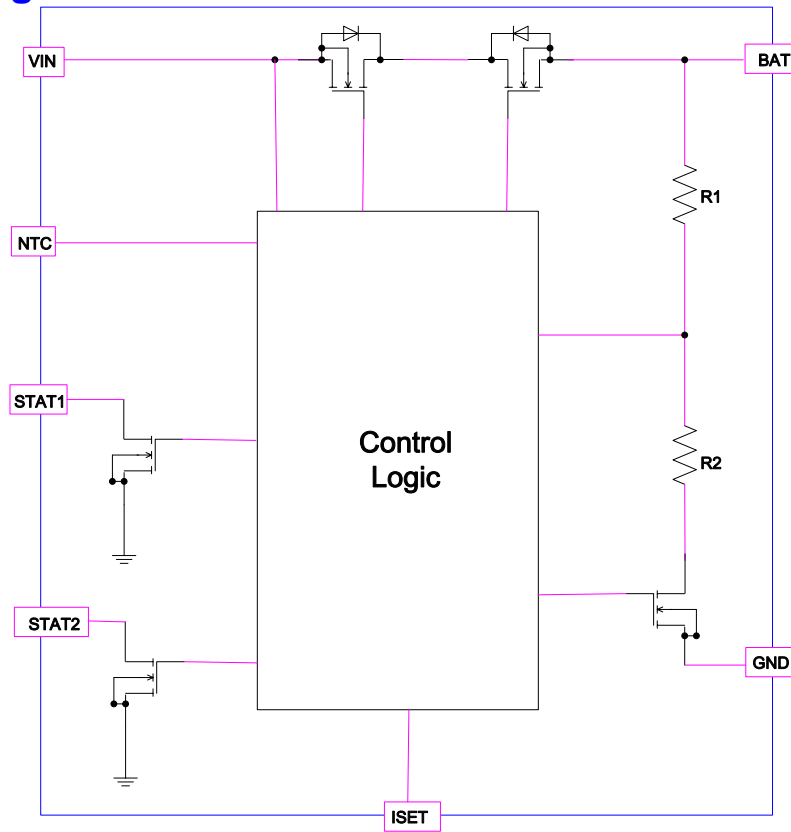 VIN
BAT
R1
NTC
STAT1
Control
Logic
R2
STAT2
GND
ISET